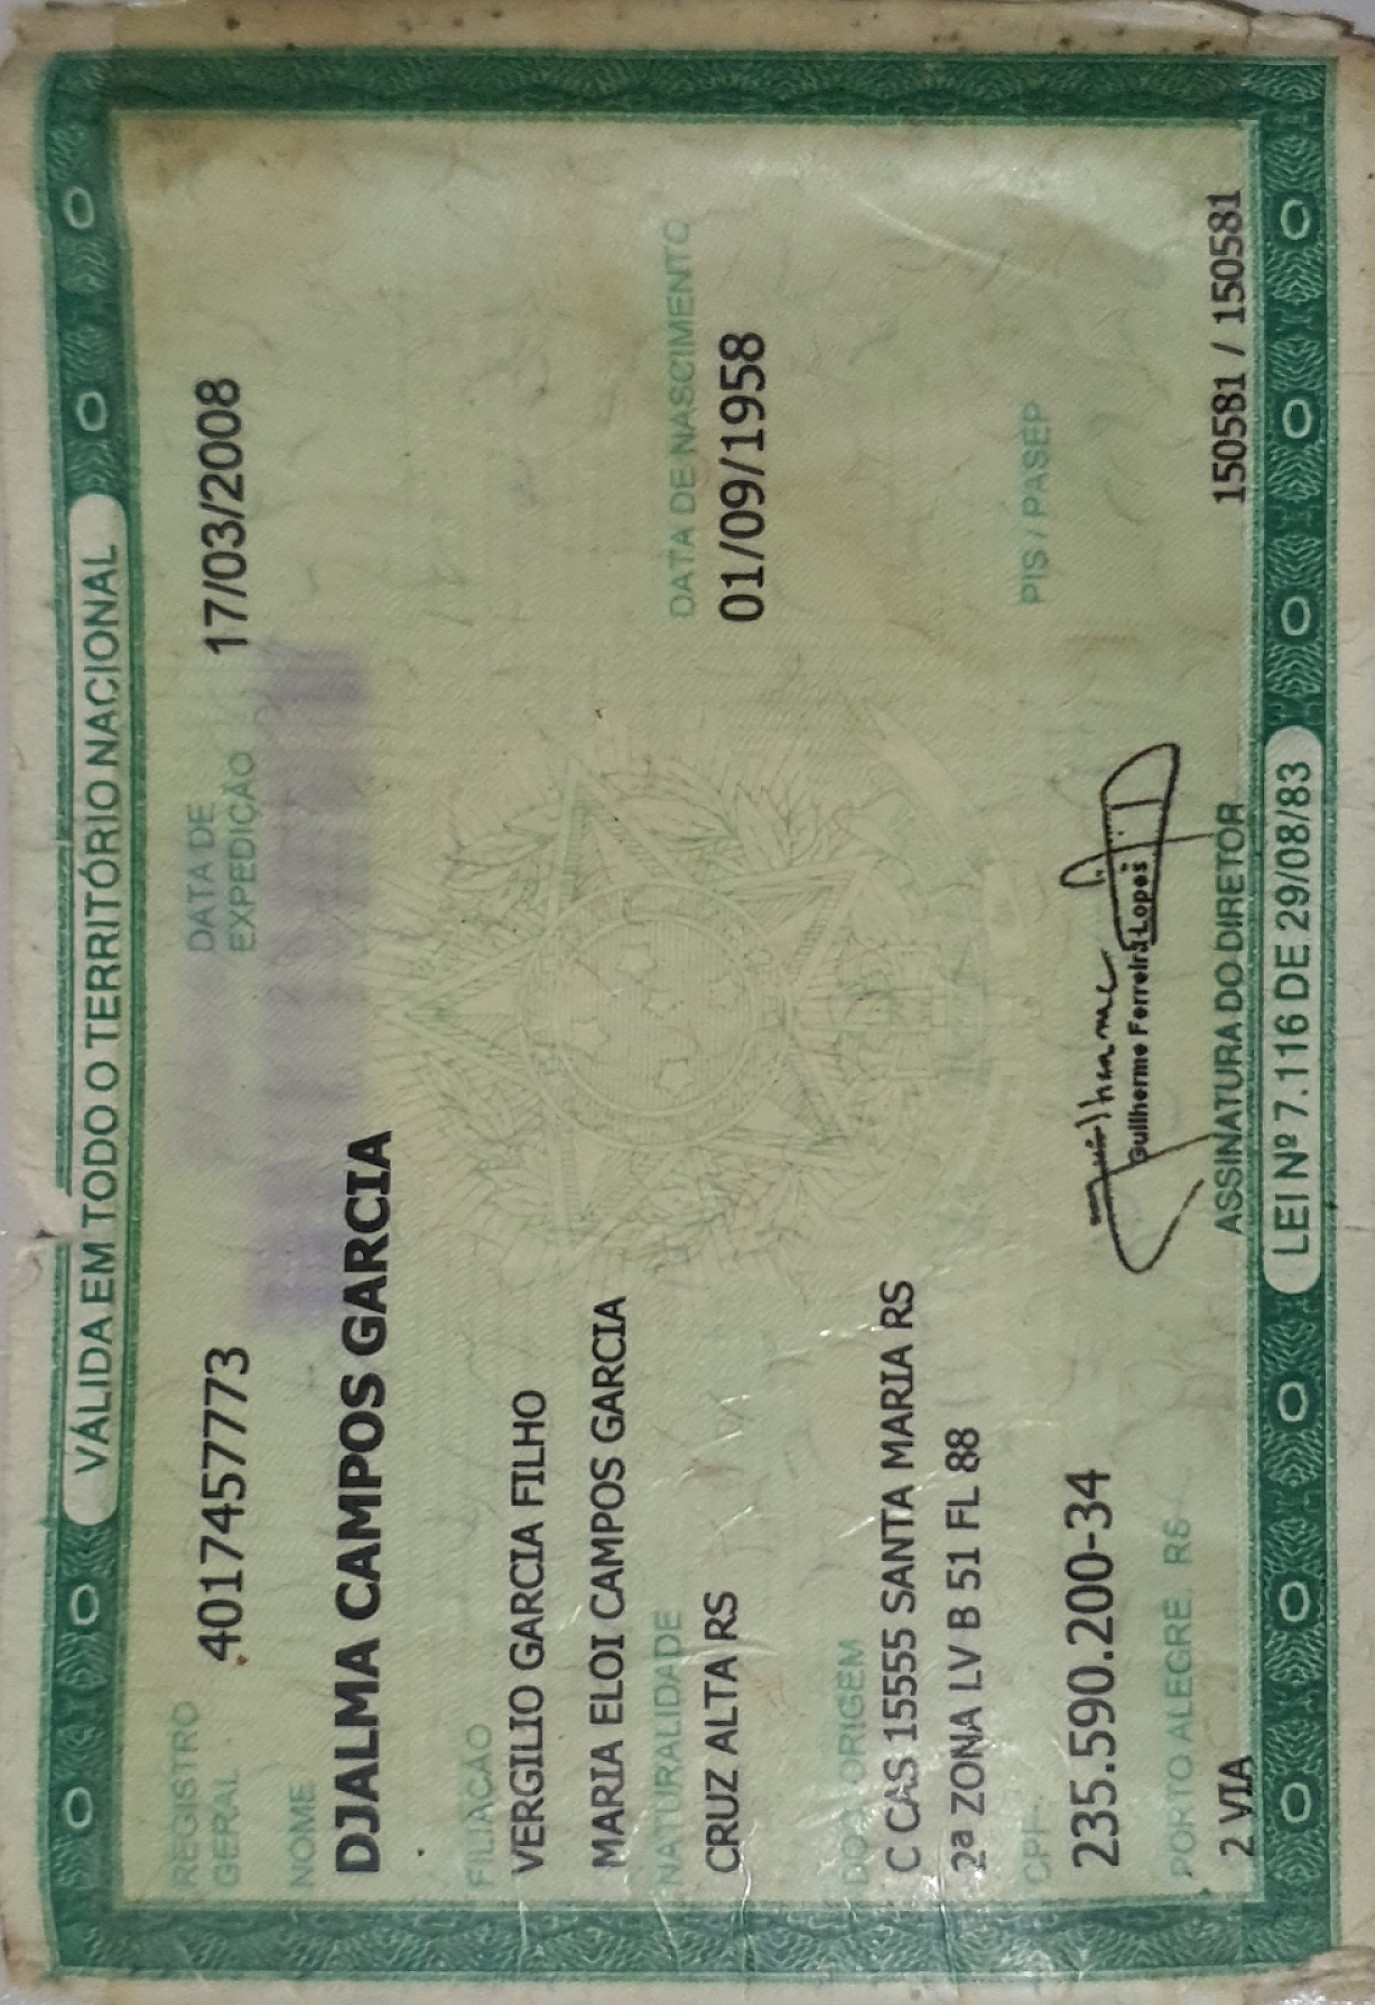 VÁLIDA EM TODO O TERRITÓRIO NACIONAL
REGISTRO GERAL 4017457773 DATA DE EXPEDIÇÃO 17/03/2008
NOME
DJALMA CAMPOS GARCIA
FILIAÇÃO
VERGILIO GARCIA FILHO
MARIA ELOI CAMPOS GARCIA
NATURALIDADE DATA DE NASCIMENTO
CRUZ ALTA RS 01/09/1958
DOC ORIGEM
C CAS 15555 SANTA MARIA RS
2ª ZONA LV B 51 FL 88
CPF PIS / PASEP
235.590.200-34
Guilherme Ferreira Lopes
PORTO ALEGRE, RS
2 VIA ASSINATURA DO DIRETOR 150581 / 150581
LEI Nº 7.116 DE 29/08/83